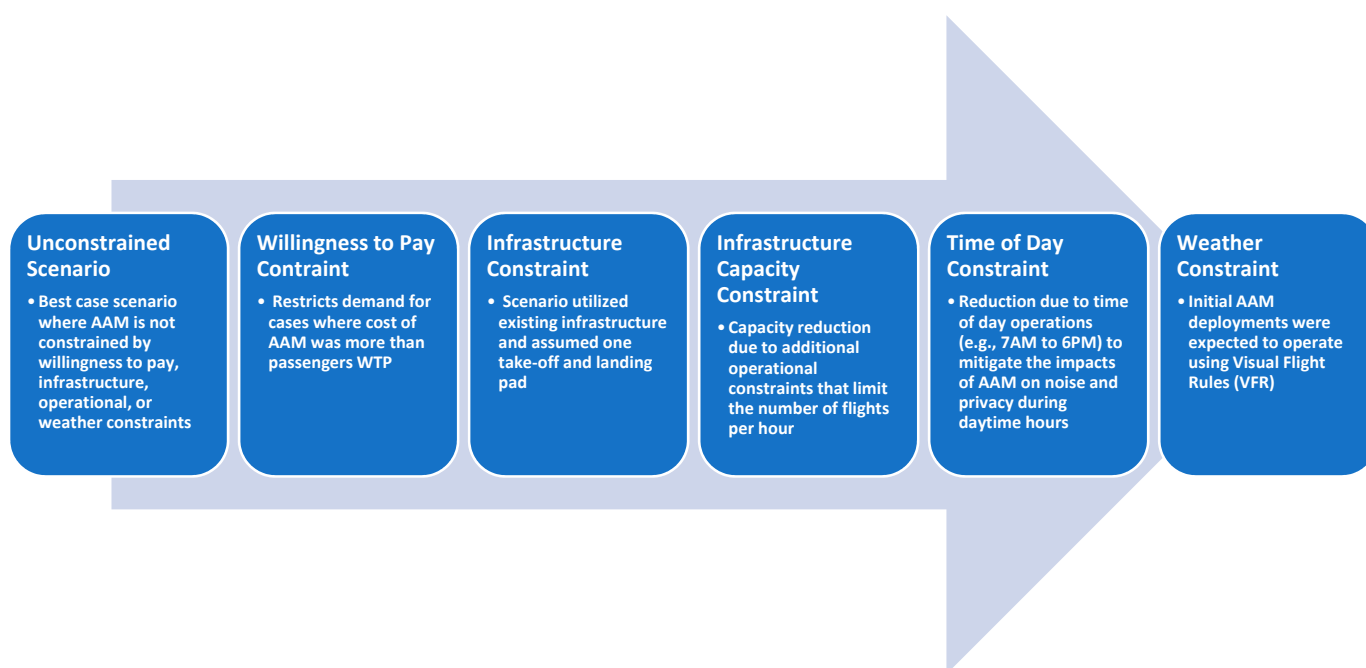 Unconstrained
Scenario
• Best case scenario
where AAM is not
constrained by
willingness to pay,
infrastructure,
operational, or
weather constraints
Willingness to Pay
Contraint
• Restricts demand for
cases where cost of
AAM was more than
passengers WTP
Infrastructure
Constraint
• Scenario utilized
existing infrastructure
and assumed one
take-off and landing
pad
Infrastructure
Capacity
Constraint
• Capacity reduction
due to additional
operational
constraints that limit
the number of flights
per hour
Time of Day
Constraint
• Reduction due to time
of day operations
(e.g., 7AM to 6PM) to
mitigate the impacts
of AAM on noise and
privacy during
daytime hours
Weather
Constraint
• Initial AAM
deployments were
expected to operate
using Visual Flight
Rules (VFR)